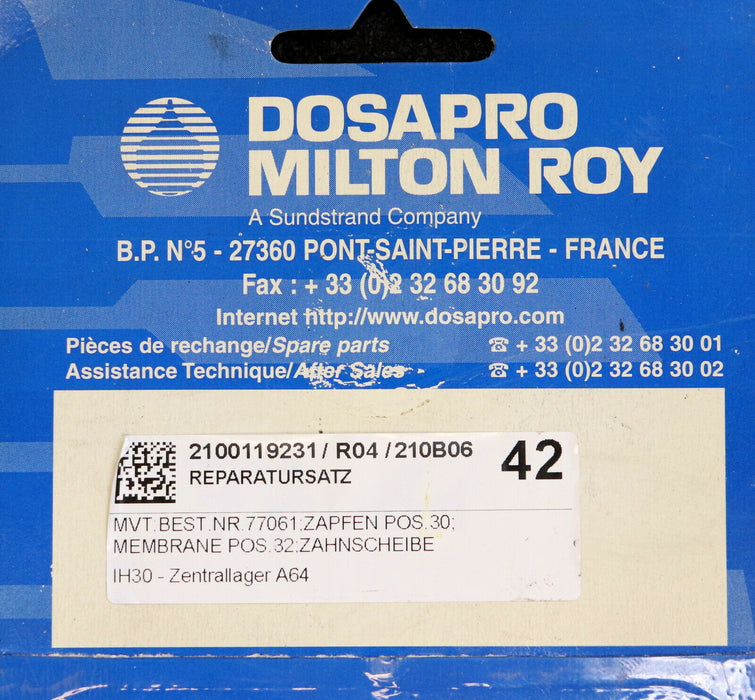 DOSAPRO
MILTON ROY
A Sundstrand Company
B.P. N°5 - 27360 PONT-SAINT-PIERRE - FRANCE
Fax : + 33 (0)2 32 68 30 92
Internet http://www.dosapro.com
Pièces de rechange/Spare parts ☎ + 33 (0)2 32 68 30 01
Assistance Technique/After Sales ☎ + 33 (0)2 32 68 30 02
2100119231 / R04 / 210B06 42
REPARATURSATZ
MVT;BEST.NR.77061;ZAPFEN POS.30;
MEMBRANE POS.32;ZAHNSCHEIBE
IH30 - Zentrallager A64